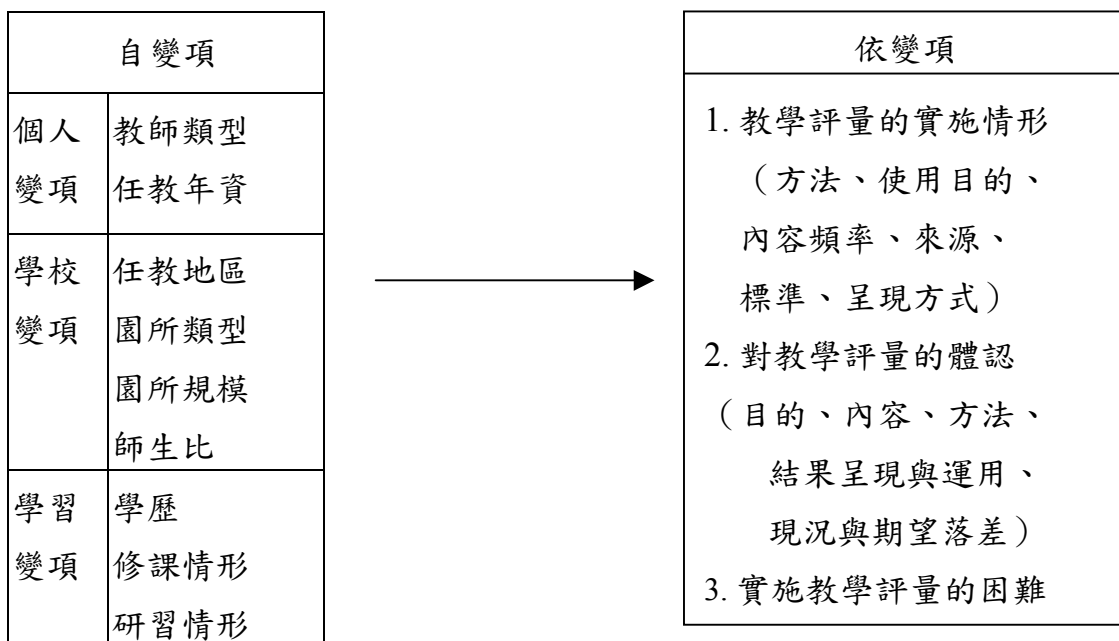 自變項
個人 教師類型
變項 任教年資
學校 任教地區
變項 園所類型
園所規模
師生比
學習 學歷
變項 修課情形
研習情形
依變項
1. 教學評量的實施情形
（方法、使用目的、
內容頻率、來源、
標準、呈現方式）
2. 對教學評量的體認
（目的、內容、方法、
結果呈現與運用、
現況與期望落差）
3. 實施教學評量的困難